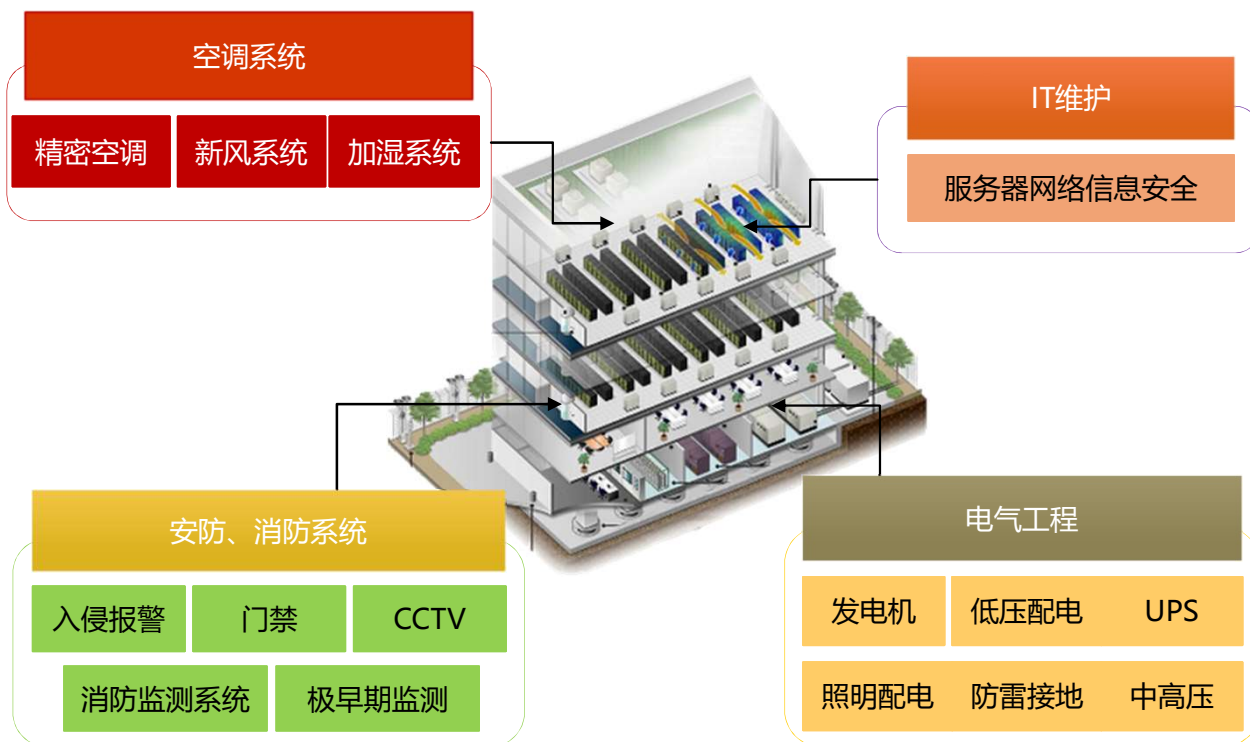 空调系统
精密空调
新风系统
加湿系统
IT维护
服务器网络信息安全
安防、消防系统
入侵报警
门禁
CCTV
消防监测系统
极早期监测
电气工程
发电机
低压配电
UPS
照明配电
防雷接地
中高压